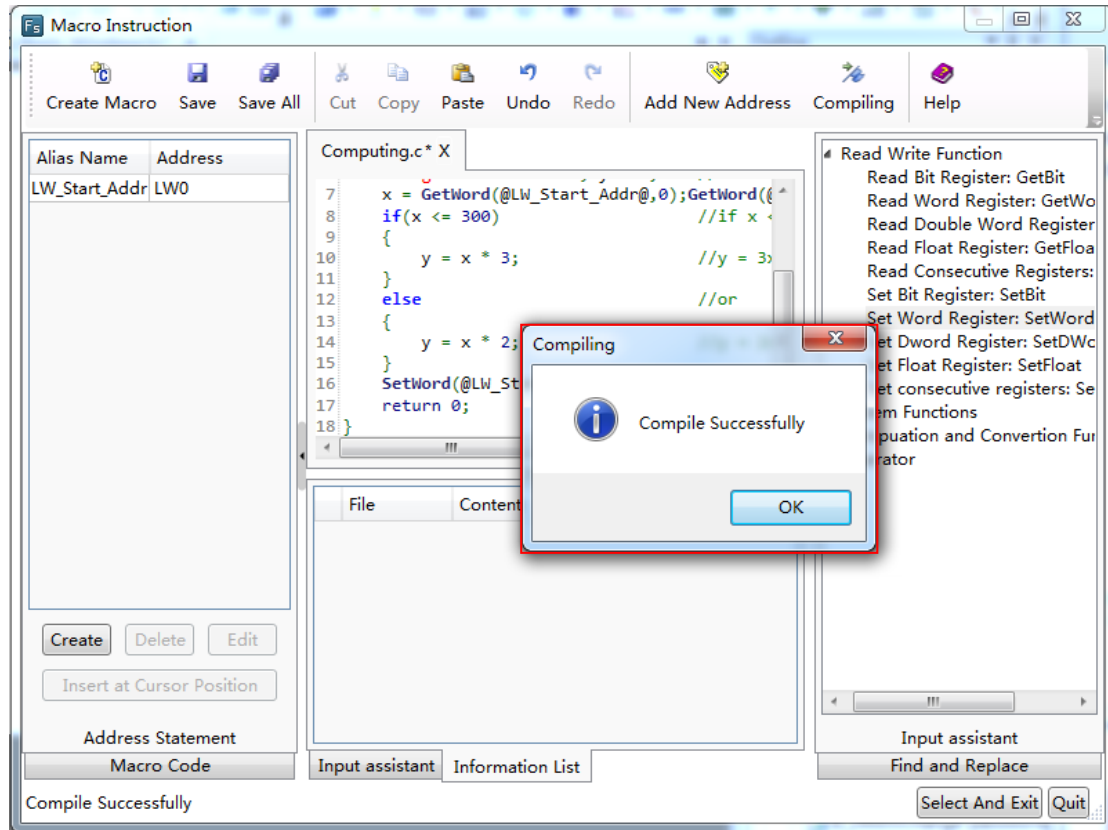 Fs Macro Instruction
Create Macro Save Save All Cut Copy Paste Undo Redo Add New Address Compiling Help
Alias Name Address
LW_Start_Addr LW0
Create Delete Edit
Insert at Cursor Position
Address Statement
Macro Code
Computing.c* X
7 x = GetWord(@LW_Start_Addr@,0);GetWord(@
8 if(x <= 300) //if x <
9 {
10 y = x * 3; //y = 3x
11 }
12 else //or
13 {
14 y = x * 2;
15 }
16 SetWord(@LW_St
17 return 0;
18 }
File Content
Input assistant Information List
Compiling
Compile Successfully
OK
Read Write Function
Read Bit Register: GetBit
Read Word Register: GetWo
Read Double Word Register
Read Float Register: GetFloa
Read Consecutive Registers:
Set Bit Register: SetBit
Set Word Register: SetWord
et Dword Register: SetDWo
et Float Register: SetFloat
et consecutive registers: Se
em Functions
puation and Convertion Fun
rator
Input assistant
Find and Replace
Compile Successfully
Select And Exit Quit